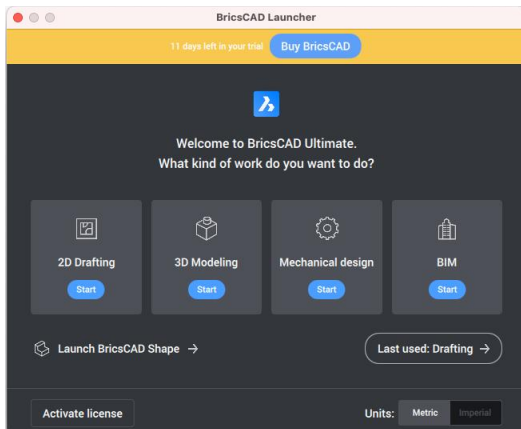 BricsCAD Launcher
11 days left in your trial
Buy BricsCAD
Welcome to BricsCAD Ultimate.
What kind of work do you want to do?
2D Drafting
3D Modeling
Mechanical design
BIM
Start
Start
Start
Start
Launch BricsCAD Shape →
Last used: Drafting →
Activate license
Units:
Metric
Imperial